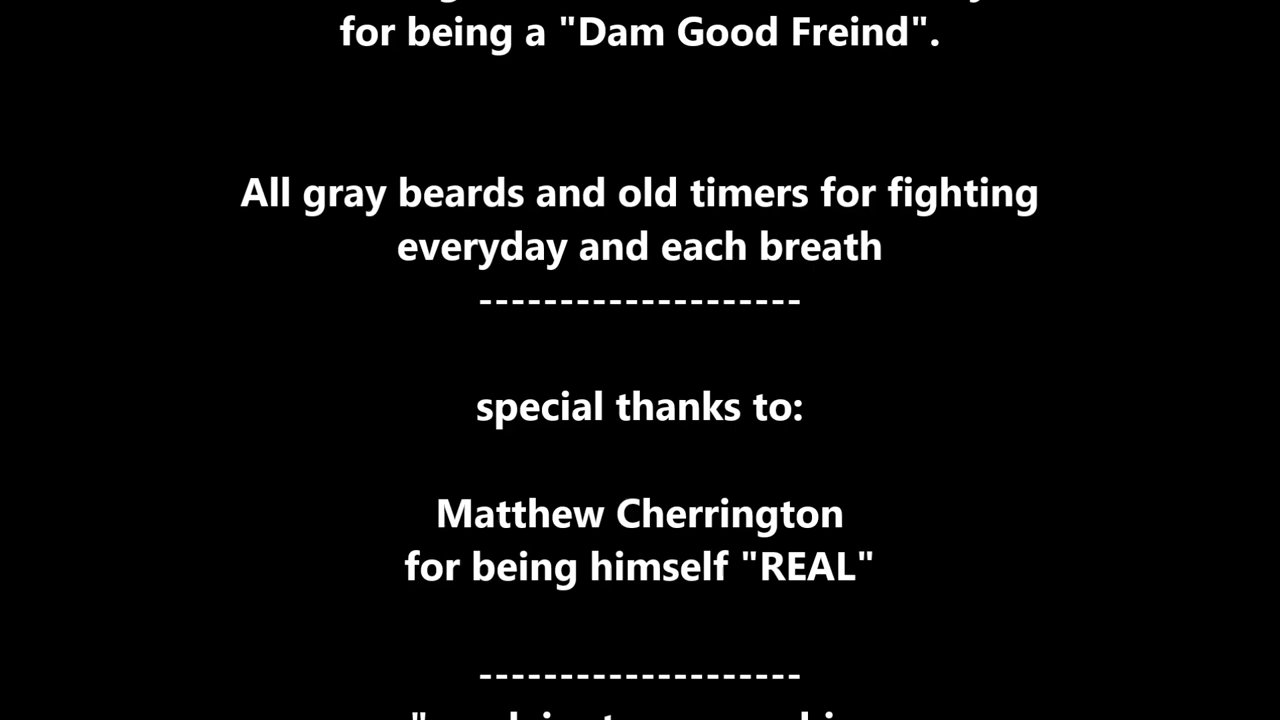 for being a "Dam Good Freind".
All gray beards and old timers for fighting
everyday and each breath
--------------------
special thanks to:
Matthew Cherrington
for being himself "REAL"
--------------------